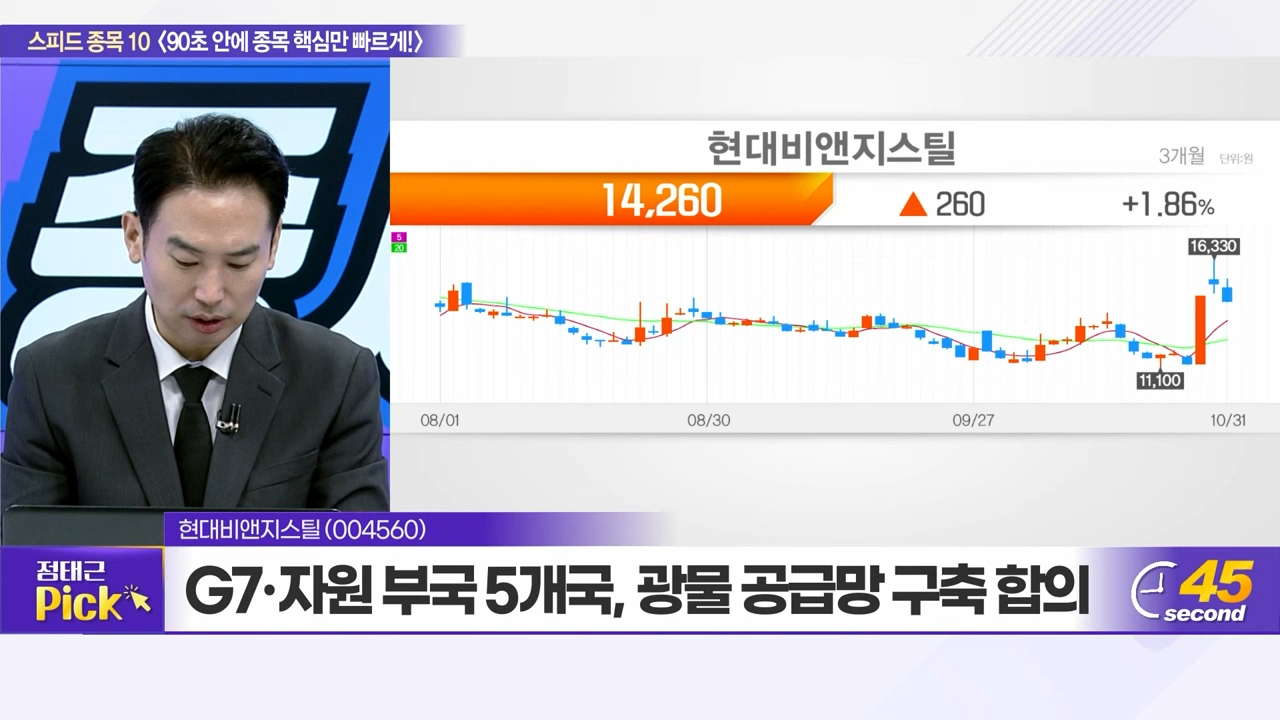 스피드 종목 10 〈90초 안에 종목 핵심만 빠르게!〉
현대비앤지스틸
3개월 단위:원
14,260 ▲ 260 +1.86%
5
20
16,330
11,100
08/01 08/30 09/27 10/31
현대비앤지스틸 (004560)
점태근
Pick
G7·자원 부국 5개국, 광물 공급망 구축 합의
45
second